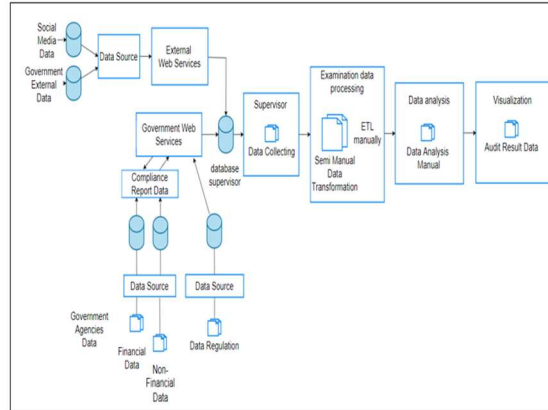 Social
Media
Data
Government
External
Data
Data Source
External
Web Services
Government Web
Services
Compliance
Report Data
database
supervisor
Supervisor
Data Collecting
Examination data
processing
ETL
manually
Semi Manual
Data
Transformation
Data analysis
Data Analysis
Manual
Visualization
Audit Result Data
Data Source
Data Source
Government
Agencies
Data
Financial
Data
Non-
Financial
Data
Data Regulation